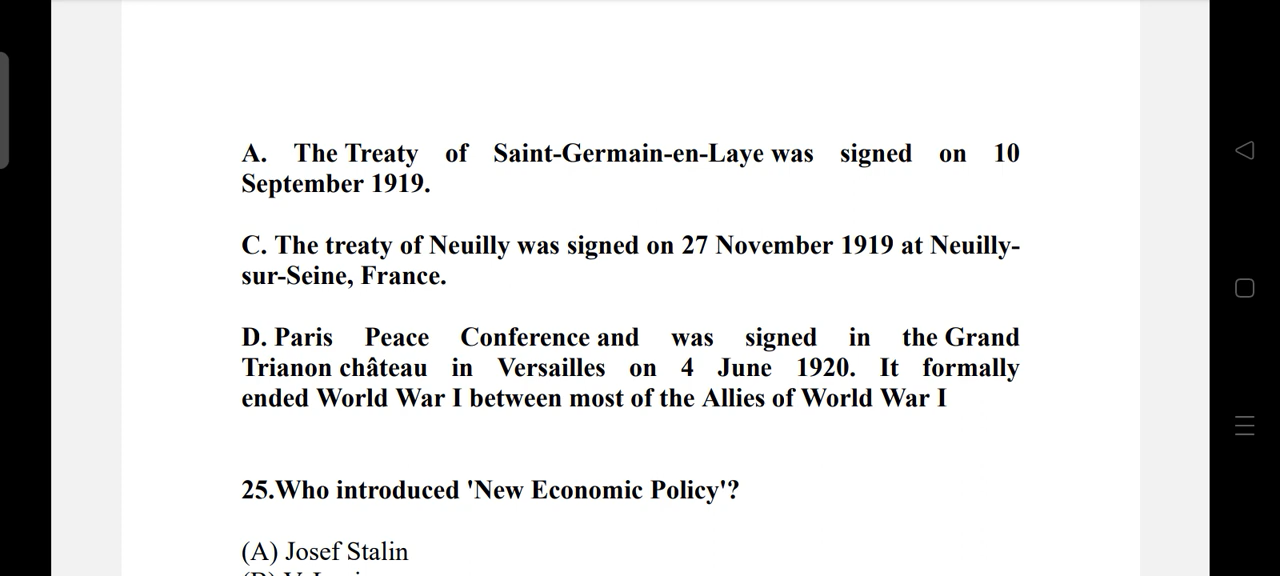 A. The Treaty of Saint-Germain-en-Laye was signed on 10
September 1919.
C. The treaty of Neuilly was signed on 27 November 1919 at Neuilly-
sur-Seine, France.
D. Paris Peace Conference and was signed in the Grand
Trianon château in Versailles on 4 June 1920. It formally
ended World War I between most of the Allies of World War I
25.Who introduced 'New Economic Policy'?
(A) Josef Stalin